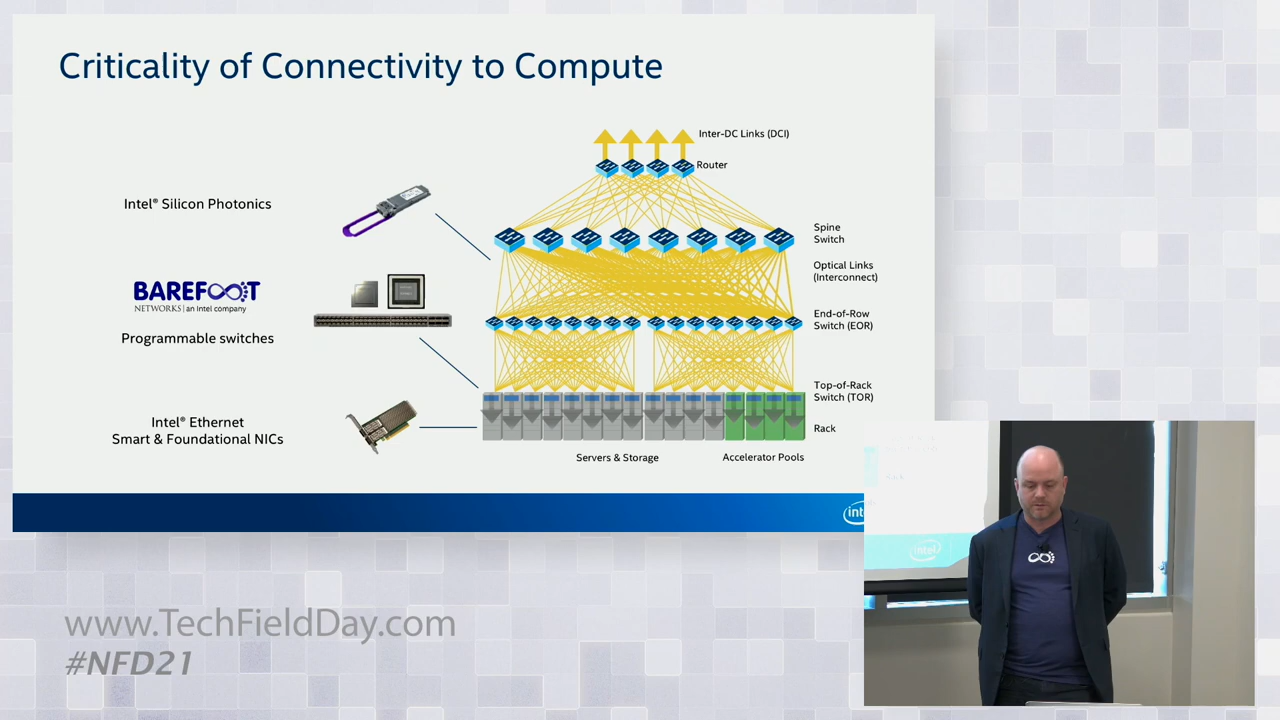 Criticality of Connectivity to Compute
Inter-DC Links (DCI)
Router
Intel® Silicon Photonics
Spine
Switch
Optical Links
(Interconnect)
BAREFOOT
NETWORKS | an Intel company
Programmable switches
End-of-Row
Switch (EOR)
Top-of-Rack
Switch (TOR)
Intel® Ethernet
Smart & Foundational NICs
Rack
Servers & Storage
Accelerator Pools
inte
intel
www.TechFieldDay.com
#NFD21